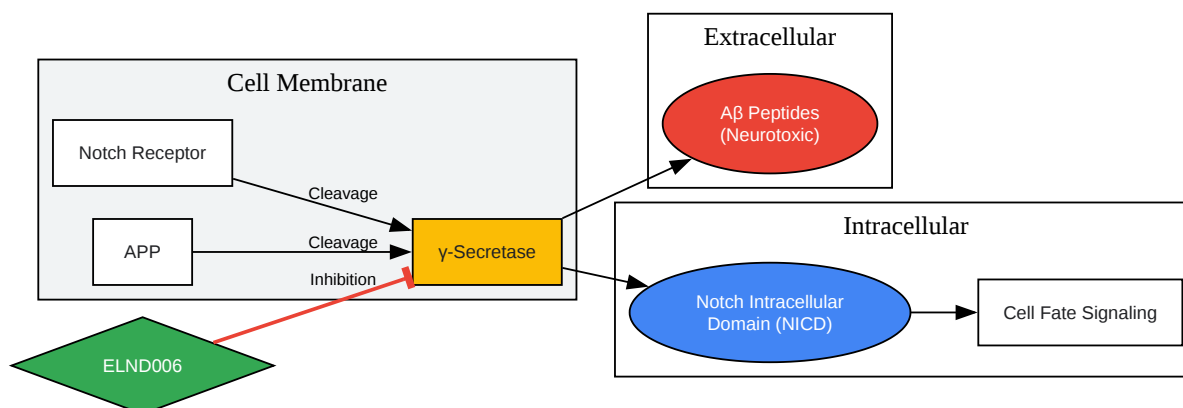 Extracellular
Cell Membrane
Aβ Peptides
(Neurotoxic)
Notch Receptor
Cleavage
APP
Cleavage
γ-Secretase
Inhibition
ELND006
Intracellular
Notch Intracellular
Domain (NICD)
Cell Fate Signaling